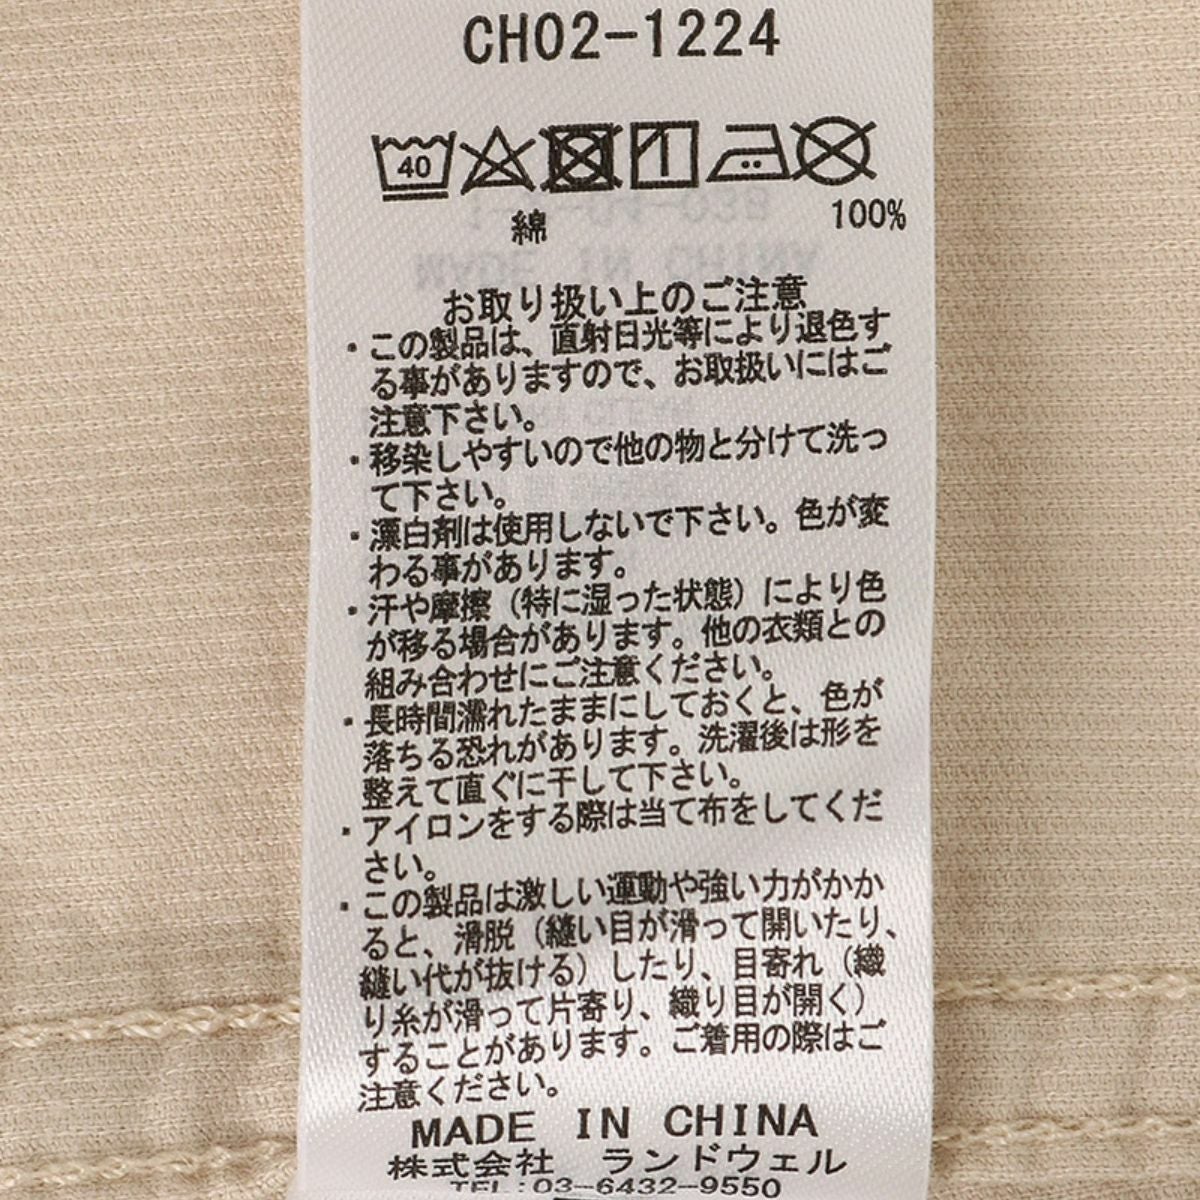 CH02-1224
40
綿 100%
お取り扱い上のご注意
・この製品は、直射日光等により退色す
る事がありますので、お取扱いにはご
注意下さい。
・移染しやすいので他の物と分けて洗っ
て下さい。
・漂白剤は使用しないで下さい。色が変
わる事があります。
・汗や摩擦（特に湿った状態）により色
が移る場合があります。他の衣類との
組み合わせにご注意ください。
・長時間濡れたままにしておくと、色が
落ちる恐れがあります。洗濯後は形を
整えて直ぐに干して下さい。
・アイロンをする際は当て布をしてくだ
さい。
・この製品は激しい運動や強い力がかか
ると、滑脱（縫い目が滑って開いたり、
縫い代が抜ける）したり、目寄れ（織
り糸が滑って片寄り、織り目が開く）
することがあります。ご着用の際はご
注意ください。
MADE IN CHINA
株式会社 ランドウェル
TEL:03-6432-9550